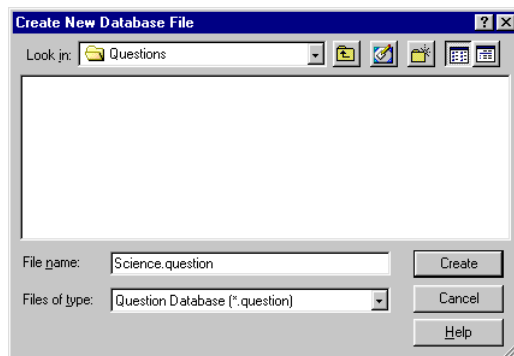 Create New Database File
Look in: Questions
File name: Science.question Create
Files of type: Question Database (*.question) Cancel
Help